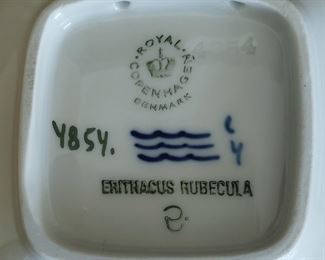 ROYAL
COPENHAGEN
DENMARK
4854.
ERITHACUS RUBECULA